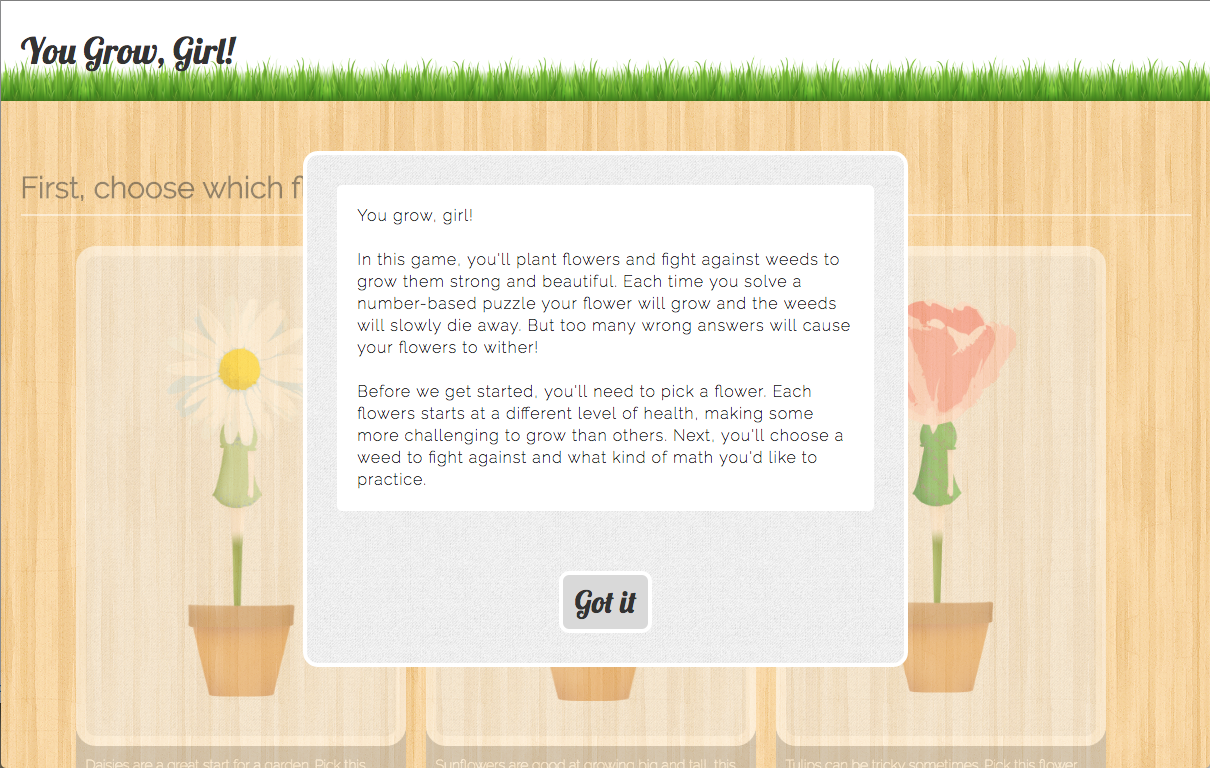 You Grow, Girl!
First, choose which
You grow, girl!
In this game, you'll plant flowers and fight against weeds to
grow them strong and beautiful. Each time you solve a
number-based puzzle your flower will grow and the weeds
will slowly die away. But too many wrong answers will cause
your flowers to wither!
Before we get started, you'll need to pick a flower. Each
flowers starts at a different level of health, making some
more challenging to grow than others. Next, you'll choose a
weed to fight against and what kind of math you'd like to
practice.
Got it
Daisies are a great start for a garden. Pick this
Sunflowers are good at growing big and tall, this
Tulips can be tricky sometimes. Pick this flower